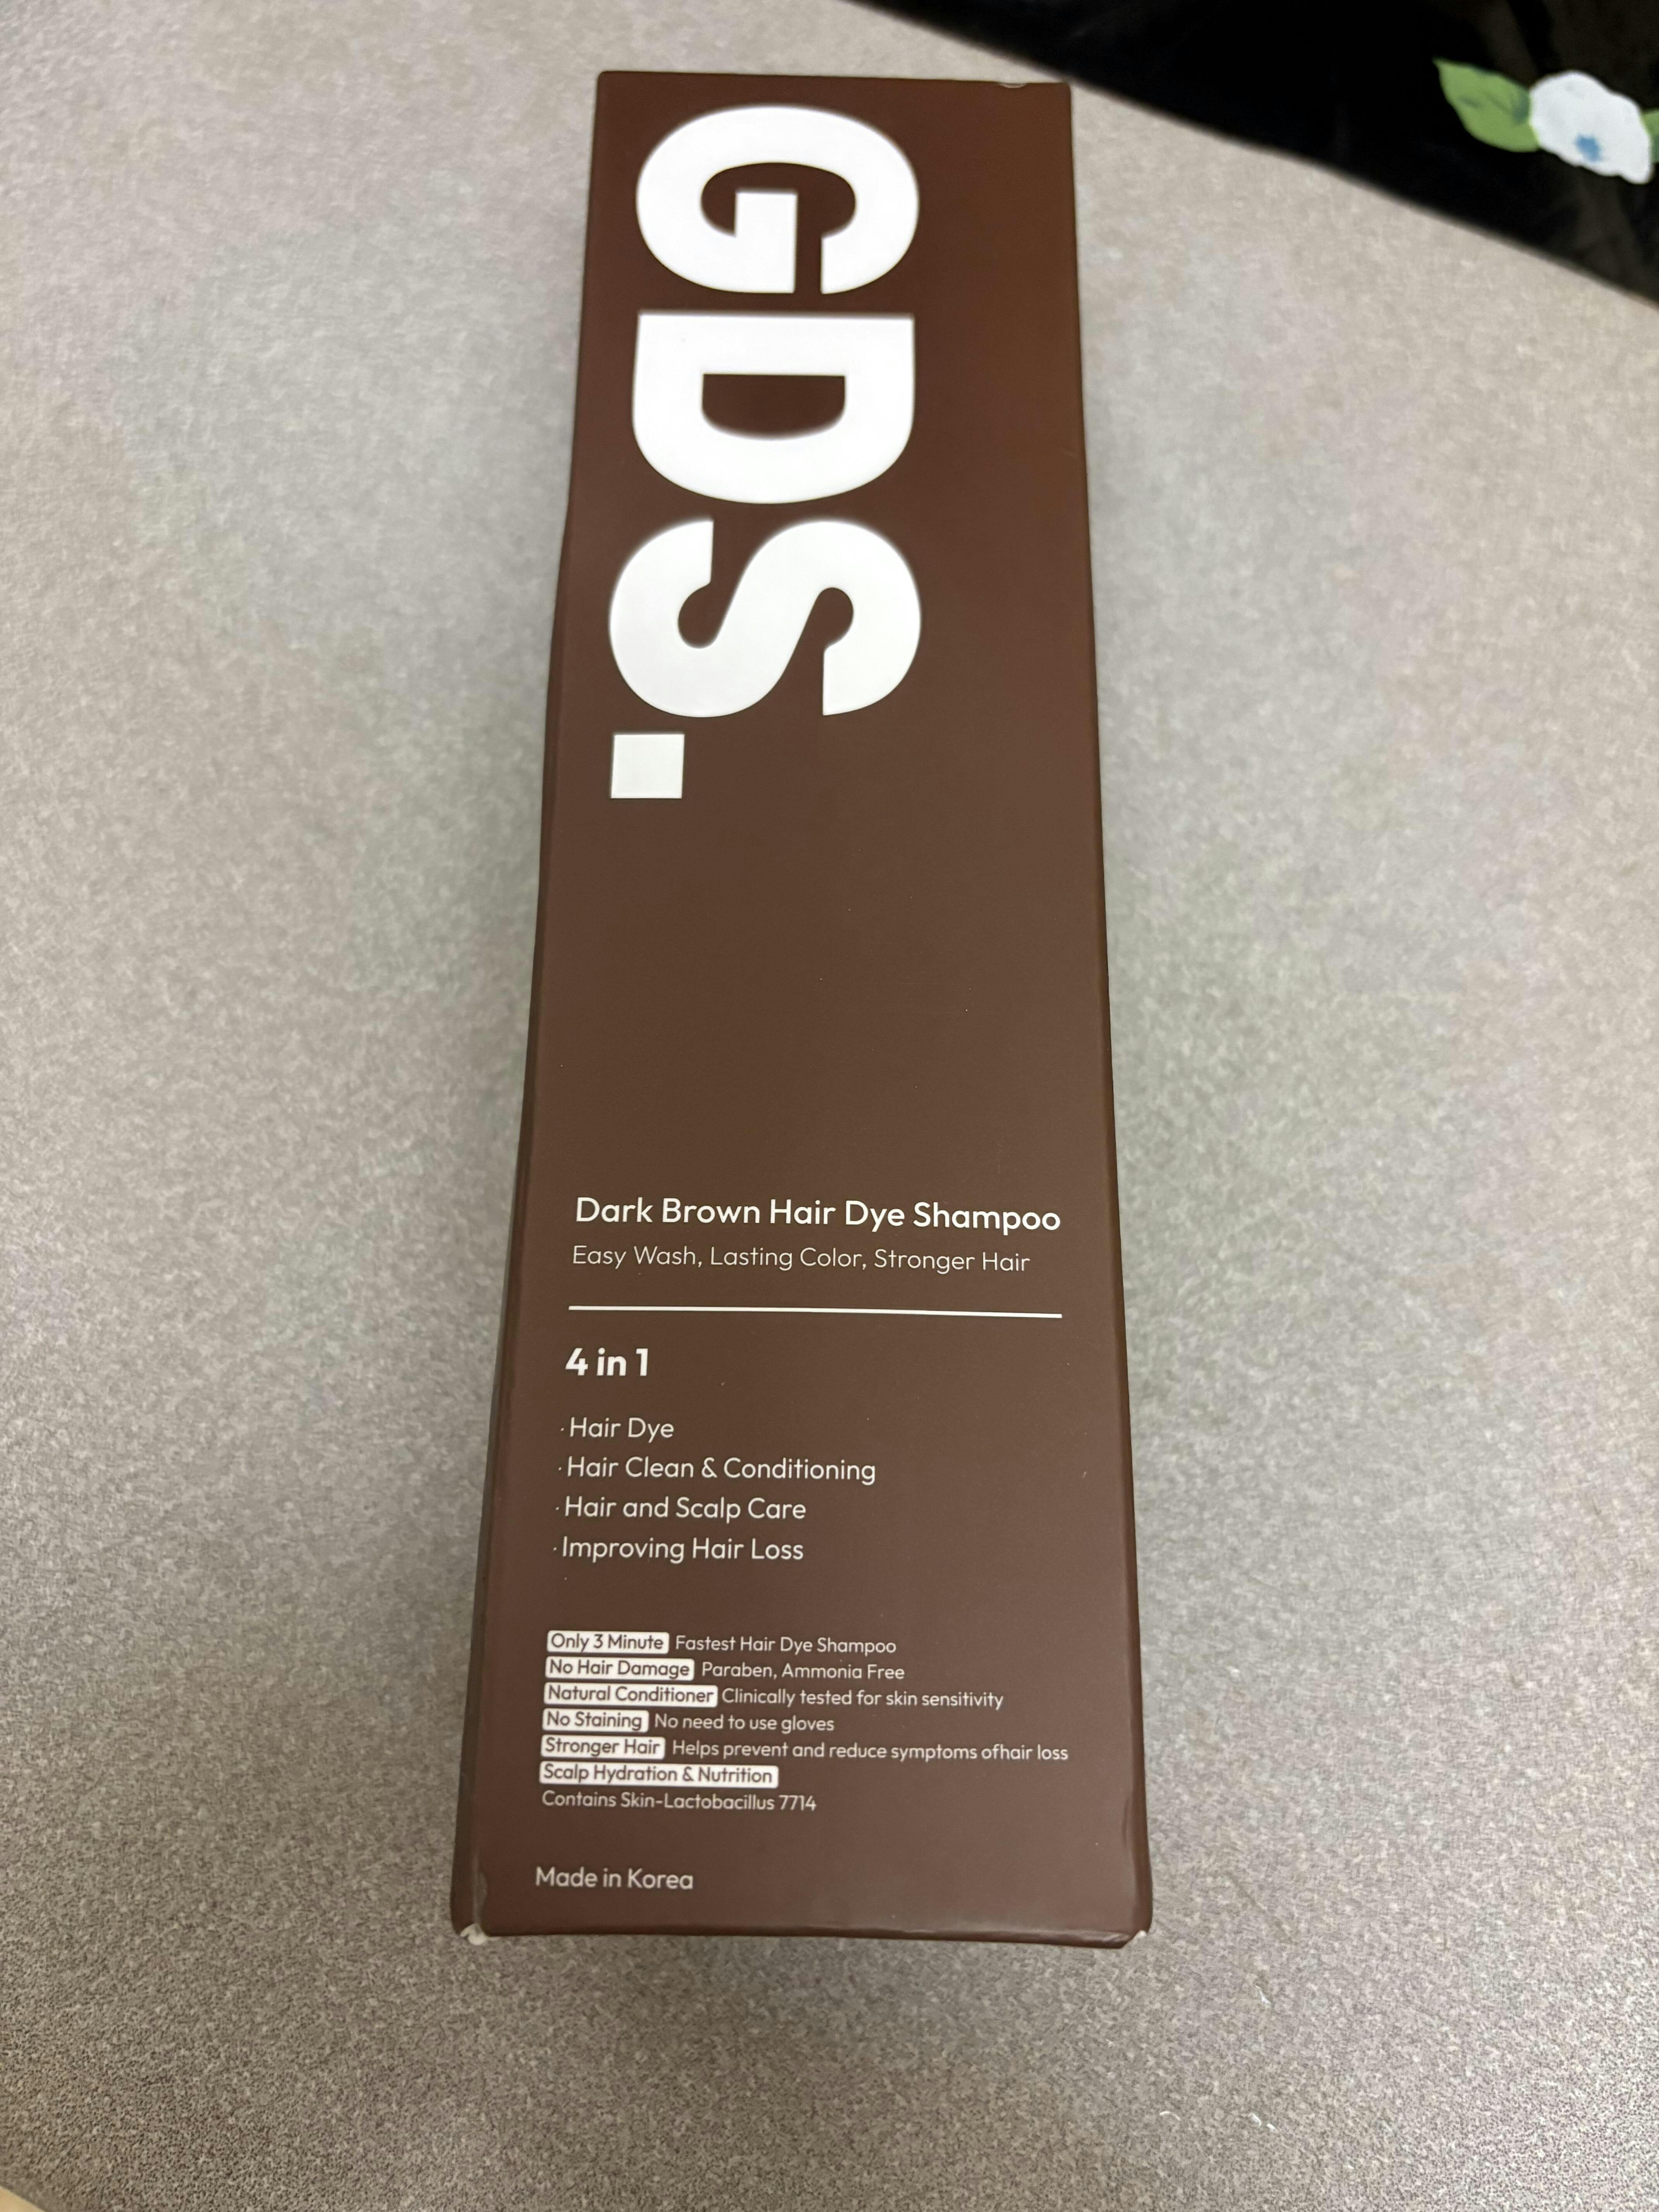 GDS.
Dark Brown Hair Dye Shampoo
Easy Wash, Lasting Color, Stronger Hair
4 in 1
· Hair Dye
· Hair Clean & Conditioning
· Hair and Scalp Care
· Improving Hair Loss
Only 3 Minute Fastest Hair Dye Shampoo
No Hair Damage Paraben, Ammonia Free
Natural Conditioner Clinically tested for skin sensitivity
No Staining No need to use gloves
Stronger Hair Helps prevent and reduce symptoms ofhair loss
Scalp Hydration & Nutrition
Contains Skin-Lactobacillus 7714
Made in Korea